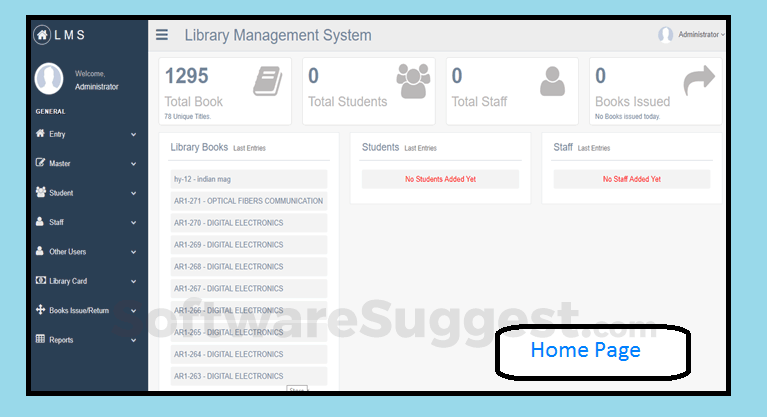 LMS
Library Management System
Administrator
Welcome,
Administrator
GENERAL
Entry
Master
Student
Staff
Other Users
Library Card
Books Issue/Return
Reports
1295
Total Book
78 Unique Titles
0
Total Students
0
Total Staff
0
Books Issued
No Books issued today.
Library Books Last Entries
hy-12 - indian mag
AR1-271 - OPTICAL FIBERS COMMUNICATION
AR1-270 - DIGITAL ELECTRONICS
AR1-269 - DIGITAL ELECTRONICS
AR1-268 - DIGITAL ELECTRONICS
AR1-267 - DIGITAL ELECTRONICS
AR1-266 - DIGITAL ELECTRONICS
AR1-265 - DIGITAL ELECTRONICS
AR1-264 - DIGITAL ELECTRONICS
AR1-263 - DIGITAL ELECTRONICS
Students Last Entries
No Students Added Yet
Staff Last Entries
No Staff Added Yet
SoftwareSuggest.com
Home Page